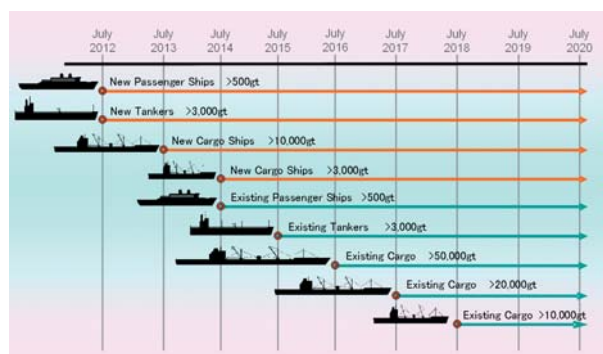 July 2012
July 2013
July 2014
July 2015
July 2016
July 2017
July 2018
July 2019
July 2020
New Passenger Ships >500gt
New Tankers >3,000gt
New Cargo Ships >10,000gt
New Cargo Ships >3,000gt
Existing Passenger Ships >500gt
Existing Tankers >3,000gt
Existing Cargo >50,000gt
Existing Cargo >20,000gt
Existing Cargo >10,000gt